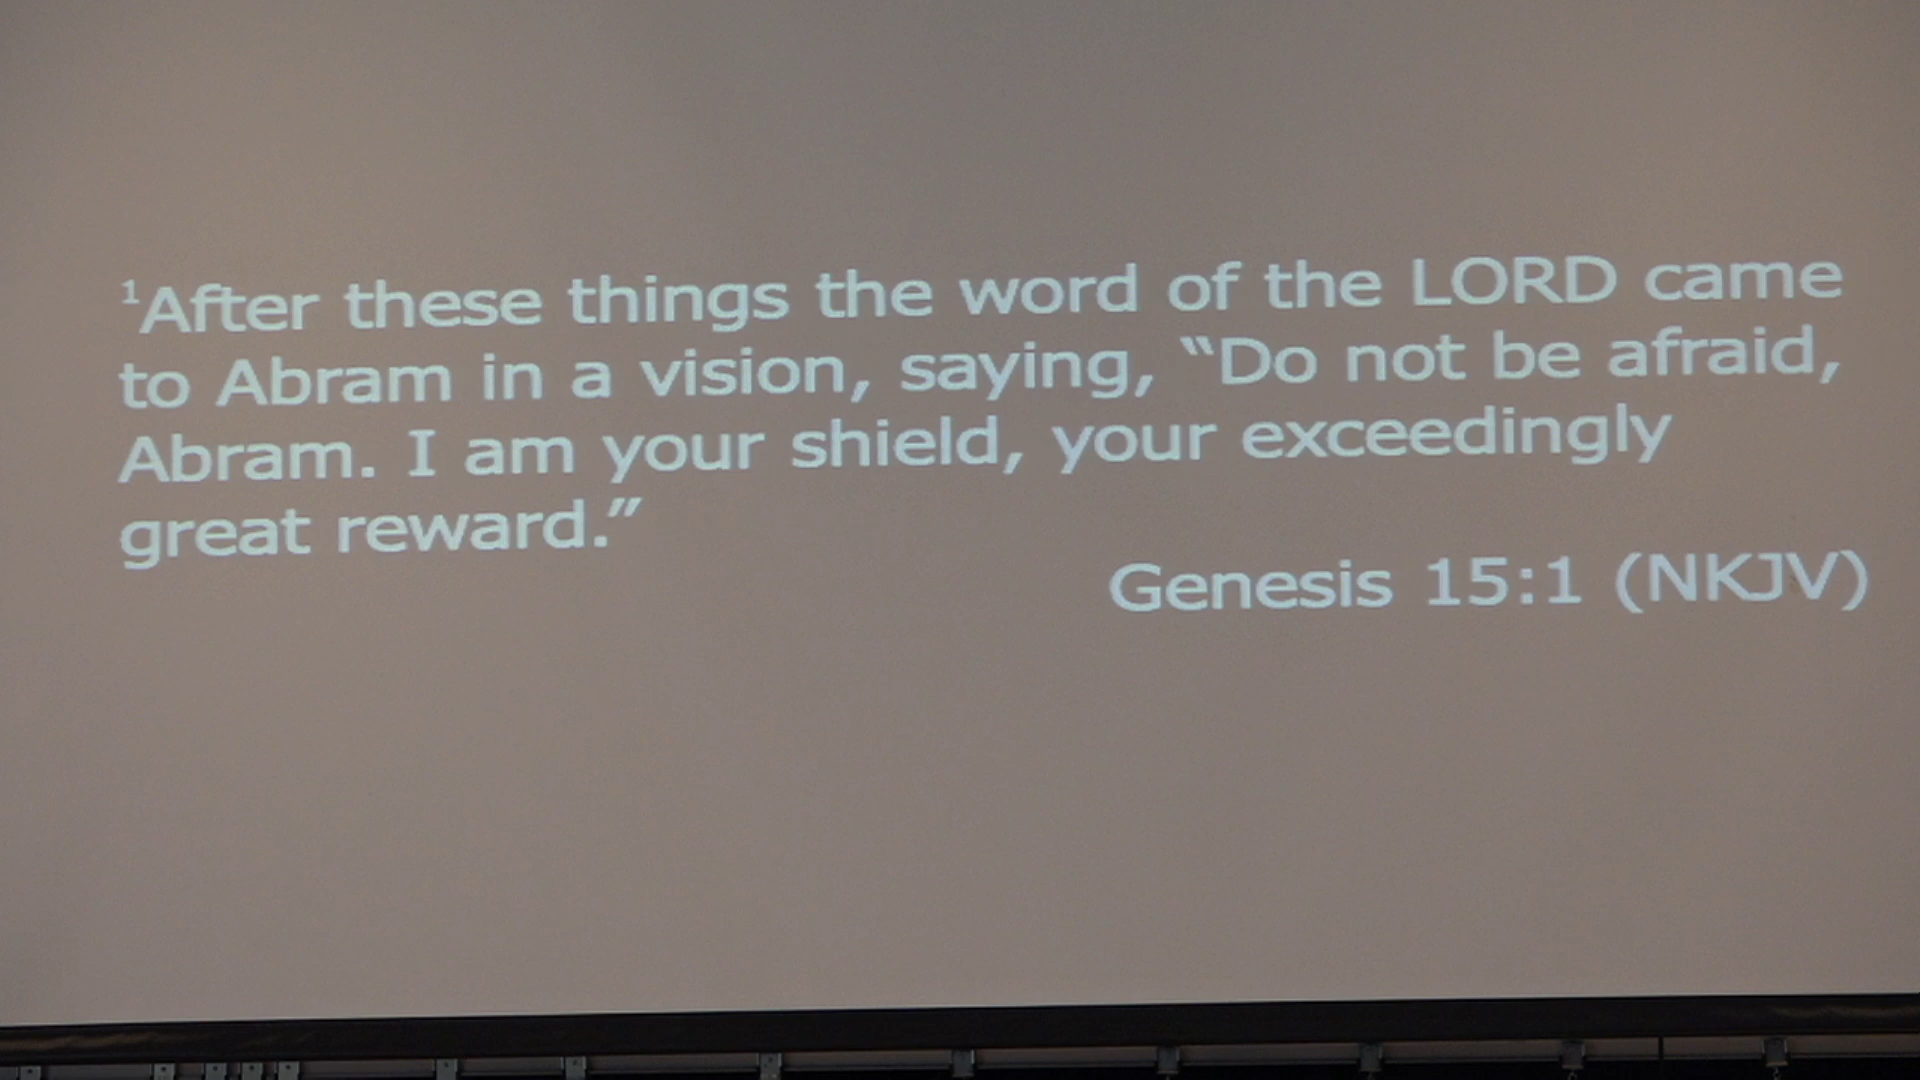 ¹After these things the word of the LORD came
to Abram in a vision, saying, “Do not be afraid,
Abram. I am your shield, your exceedingly
great reward.”
Genesis 15:1 (NKJV)